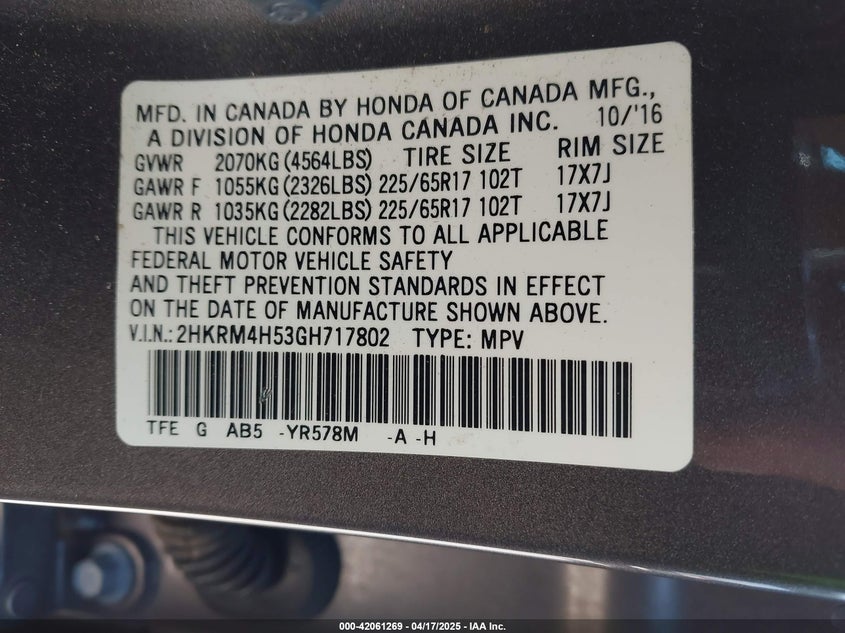 MFD. IN CANADA BY HONDA OF CANADA MFG.,
A DIVISION OF HONDA CANADA INC. 10/'16
GVWR 2070KG(4564LBS) TIRE SIZE RIM SIZE
GAWR F 1055KG(2326LBS) 225/65R17 102T 17X7J
GAWR R 1035KG(2282LBS) 225/65R17 102T 17X7J
THIS VEHICLE CONFORMS TO ALL APPLICABLE
FEDERAL MOTOR VEHICLE SAFETY
AND THEFT PREVENTION STANDARDS IN EFFECT
ON THE DATE OF MANUFACTURE SHOWN ABOVE.
V.I.N.: 2HKRM4H53GH717802 TYPE: MPV
TFE G AB5 -YR578M -A -H
000-42061269 - 04/17/2025 - IAA Inc.